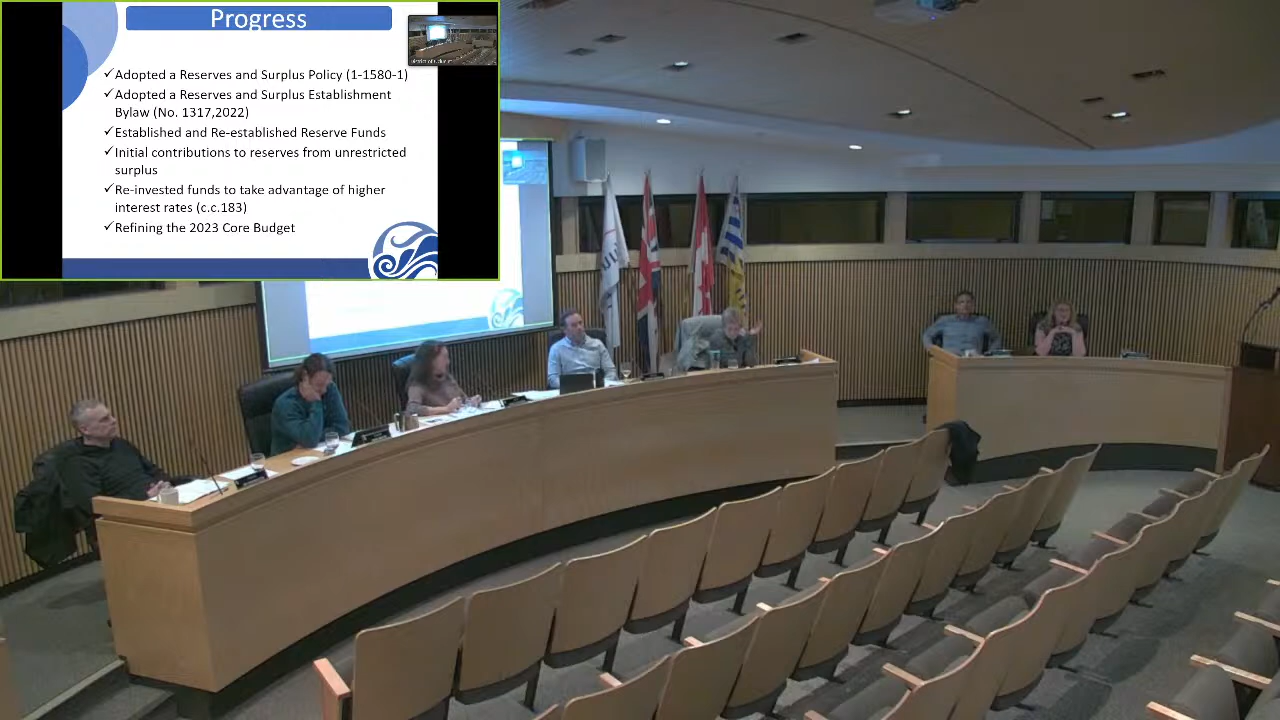 Progress
✓Adopted a Reserves and Surplus Policy (1-1580-1)
✓Adopted a Reserves and Surplus Establishment
Bylaw (No. 1317,2022)
✓Established and Re-established Reserve Funds
✓Initial contributions to reserves from unrestricted
surplus
✓Re-invested funds to take advantage of higher
interest rates (c.c.183)
✓Refining the 2023 Core Budget